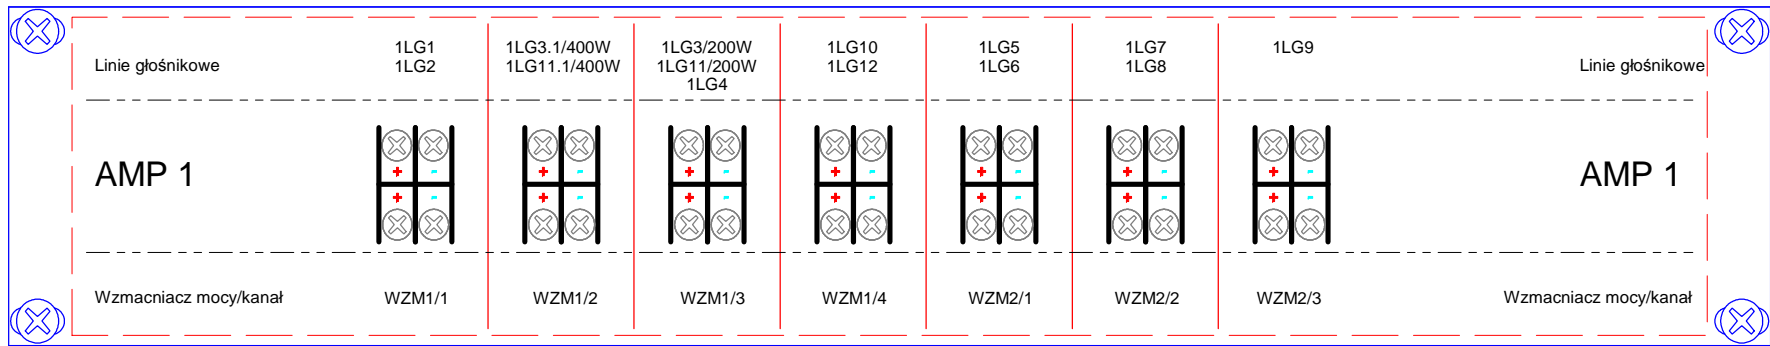 Linie głośnikowe
1LG1
1LG2
1LG3.1/400W
1LG11.1/400W
1LG3/200W
1LG11/200W
1LG4
1LG10
1LG12
1LG5
1LG6
1LG7
1LG8
1LG9
Linie głośnikowe
AMP 1
+ -
+ -
+ -
+ -
+ -
+ -
+ -
+ -
+ -
+ -
+ -
+ -
+ -
+ -
AMP 1
Wzmacniacz mocy/kanał
WZM1/1
WZM1/2
WZM1/3
WZM1/4
WZM2/1
WZM2/2
WZM2/3
Wzmacniacz mocy/kanał